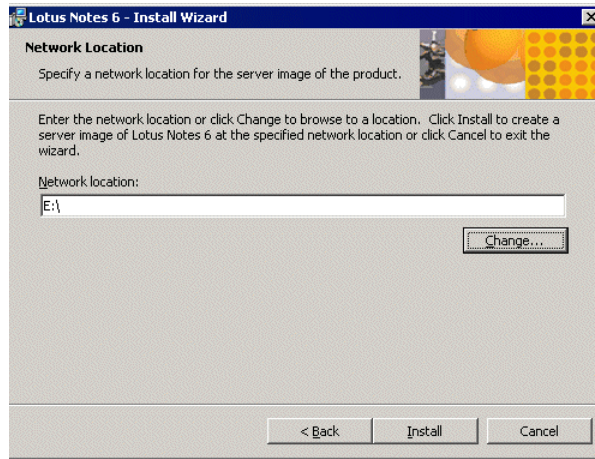 Lotus Notes 6 - Install Wizard
Network Location
Specify a network location for the server image of the product.
Enter the network location or click Change to browse to a location. Click Install to create a
server image of Lotus Notes 6 at the specified network location or click Cancel to exit the
wizard.
Network location:
E:\
Change...
< Back Install Cancel